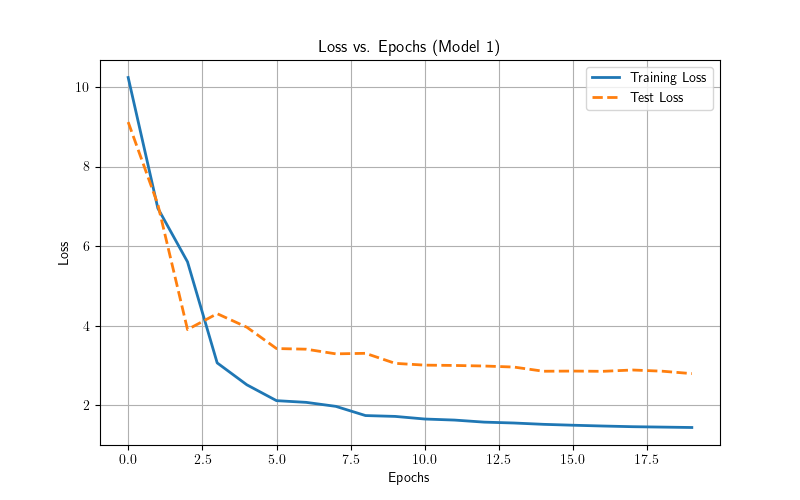 Loss vs. Epochs (Model 1)
Training Loss
Test Loss
10
8
6
4
2
Loss
0.0 2.5 5.0 7.5 10.0 12.5 15.0 17.5
Epochs